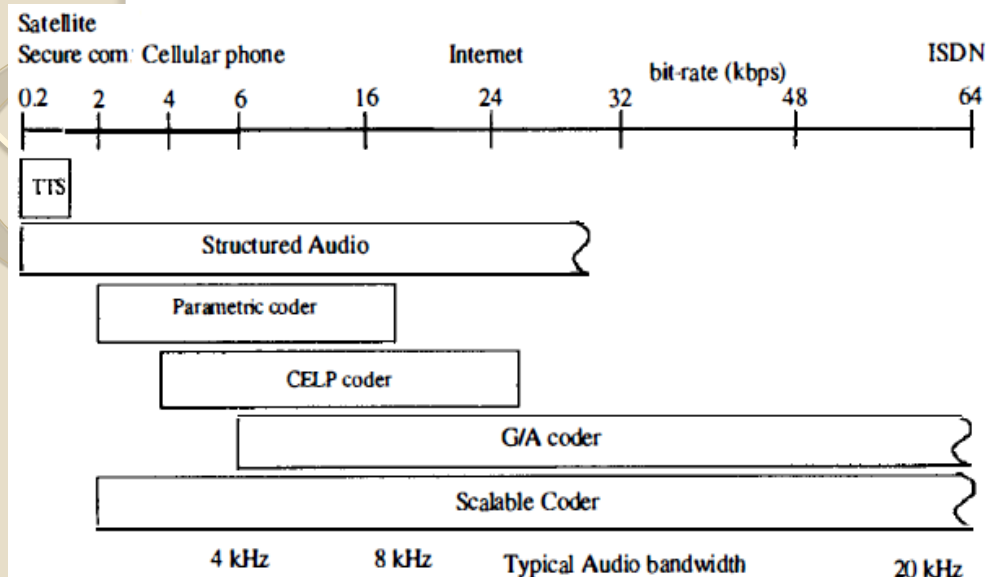 Satellite
Secure com: Cellular phone Internet ISDN
bit-rate (kbps)
0.2 2 4 6 16 24 32 48 64
TTS
Structured Audio
Parametric coder
CELP coder
G/A coder
Scalable Coder
4 kHz 8 kHz Typical Audio bandwidth 20 kHz